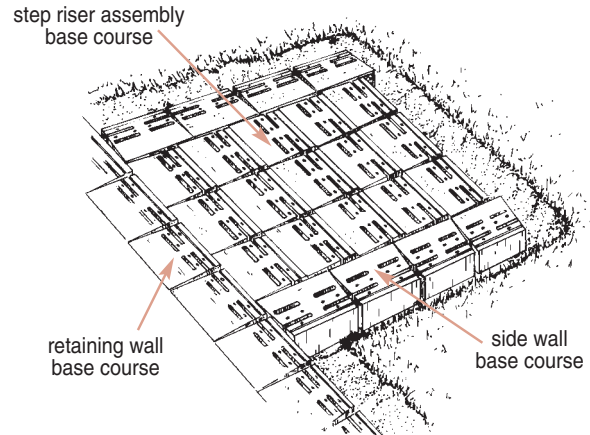 step riser assembly
base course
retaining wall
base course
side wall
base course